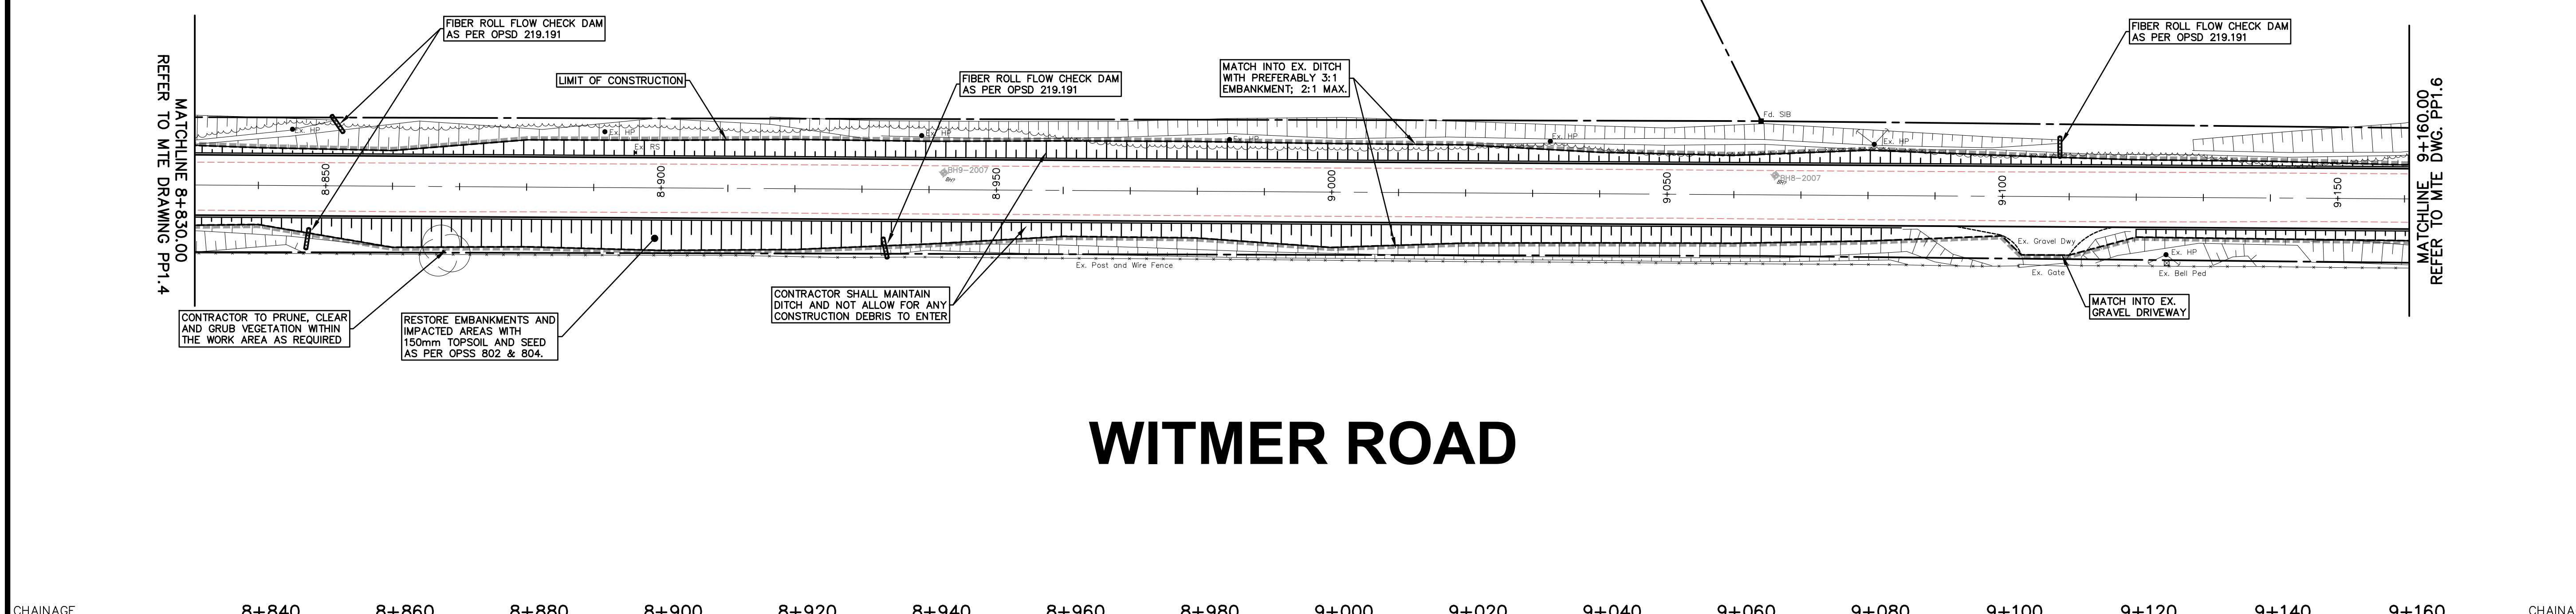 FIBER ROLL FLOW CHECK DAM
AS PER OPSD 219.191
FIBER ROLL FLOW CHECK DAM
AS PER OPSD 219.191
LIMIT OF CONSTRUCTION
FIBER ROLL FLOW CHECK DAM
AS PER OPSD 219.191
MATCH INTO EX. DITCH
WITH PREFERABLY 3:1
EMBANKMENT; 2:1 MAX.
MATCHLINE 8+830.00
REFER TO MTE DRAWING PP1.4
MATCHLINE 9+160.00
REFER TO MTE DWG. PP1.6
Fd. SIB
Ex. HP
Ex. HP
Ex. HP
Ex. HP
Ex. HP
Ex. HP
Ex. RS
BH9-2007
BH8-2007
8+850
8+900
8+950
9+000
9+050
9+100
9+150
Ex. Gravel Dwy
Ex. HP
Ex. Post and Wire Fence
Ex. Gate
Ex. Bell Ped
CONTRACTOR SHALL MAINTAIN
DITCH AND NOT ALLOW FOR ANY
CONSTRUCTION DEBRIS TO ENTER
MATCH INTO EX.
GRAVEL DRIVEWAY
CONTRACTOR TO PRUNE, CLEAR
AND GRUB VEGETATION WITHIN
THE WORK AREA AS REQUIRED
RESTORE EMBANKMENTS AND
IMPACTED AREAS WITH
150mm TOPSOIL AND SEED
AS PER OPSS 802 & 804.
WITMER ROAD
CHAINAGE 8+840 8+860 8+880 8+900 8+920 8+940 8+960 8+980 9+000 9+020 9+040 9+060 9+080 9+100 9+120 9+140 9+160